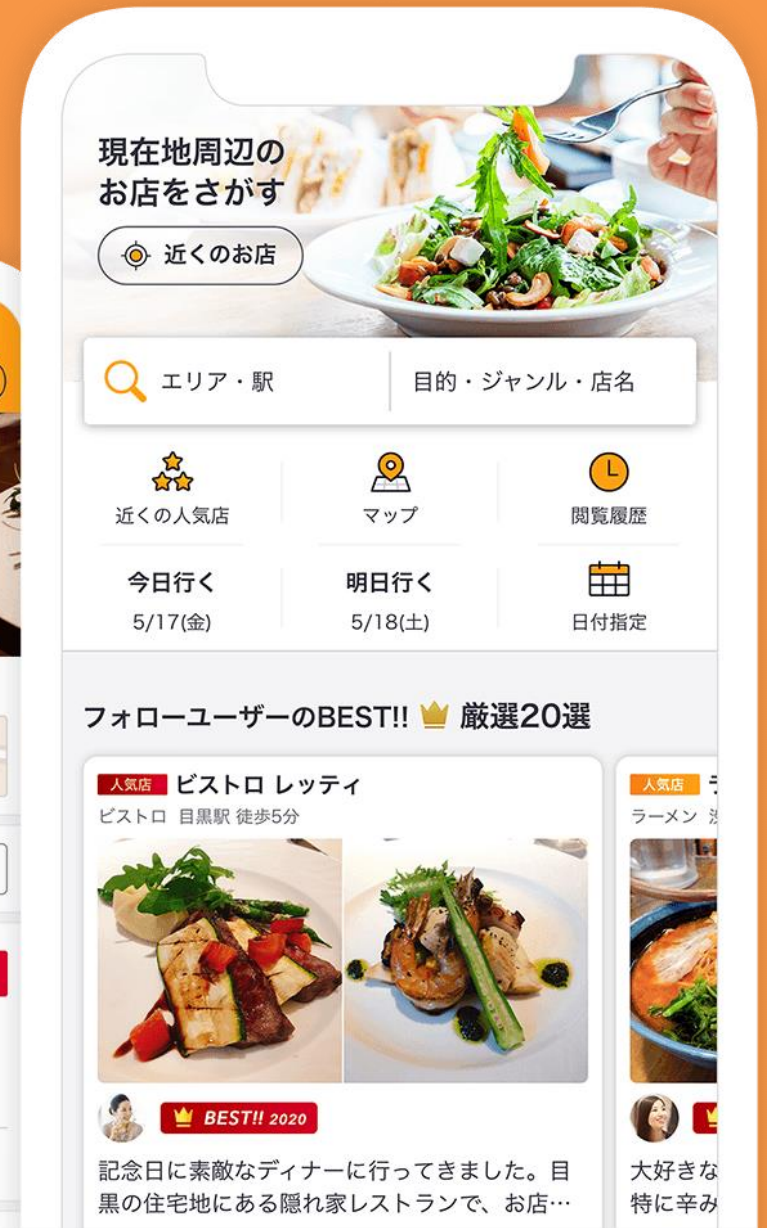 現在地周辺の
お店をさがす
近くのお店
エリア・駅
目的・ジャンル・店名
近くの人気店
マップ
閲覧履歴
今日行く
明日行く
5/17(金)
5/18(土)
日付指定
フォローユーザーのBEST!! 厳選20選
人気店 ビストロ レッティ
ビストロ 目黒駅 徒歩5分
BEST!! 2020
記念日に素敵なディナーに行ってきました。目
黒の住宅地にある隠れ家レストランで、お店…
人気店
ラーメン
大好きな
特に辛み